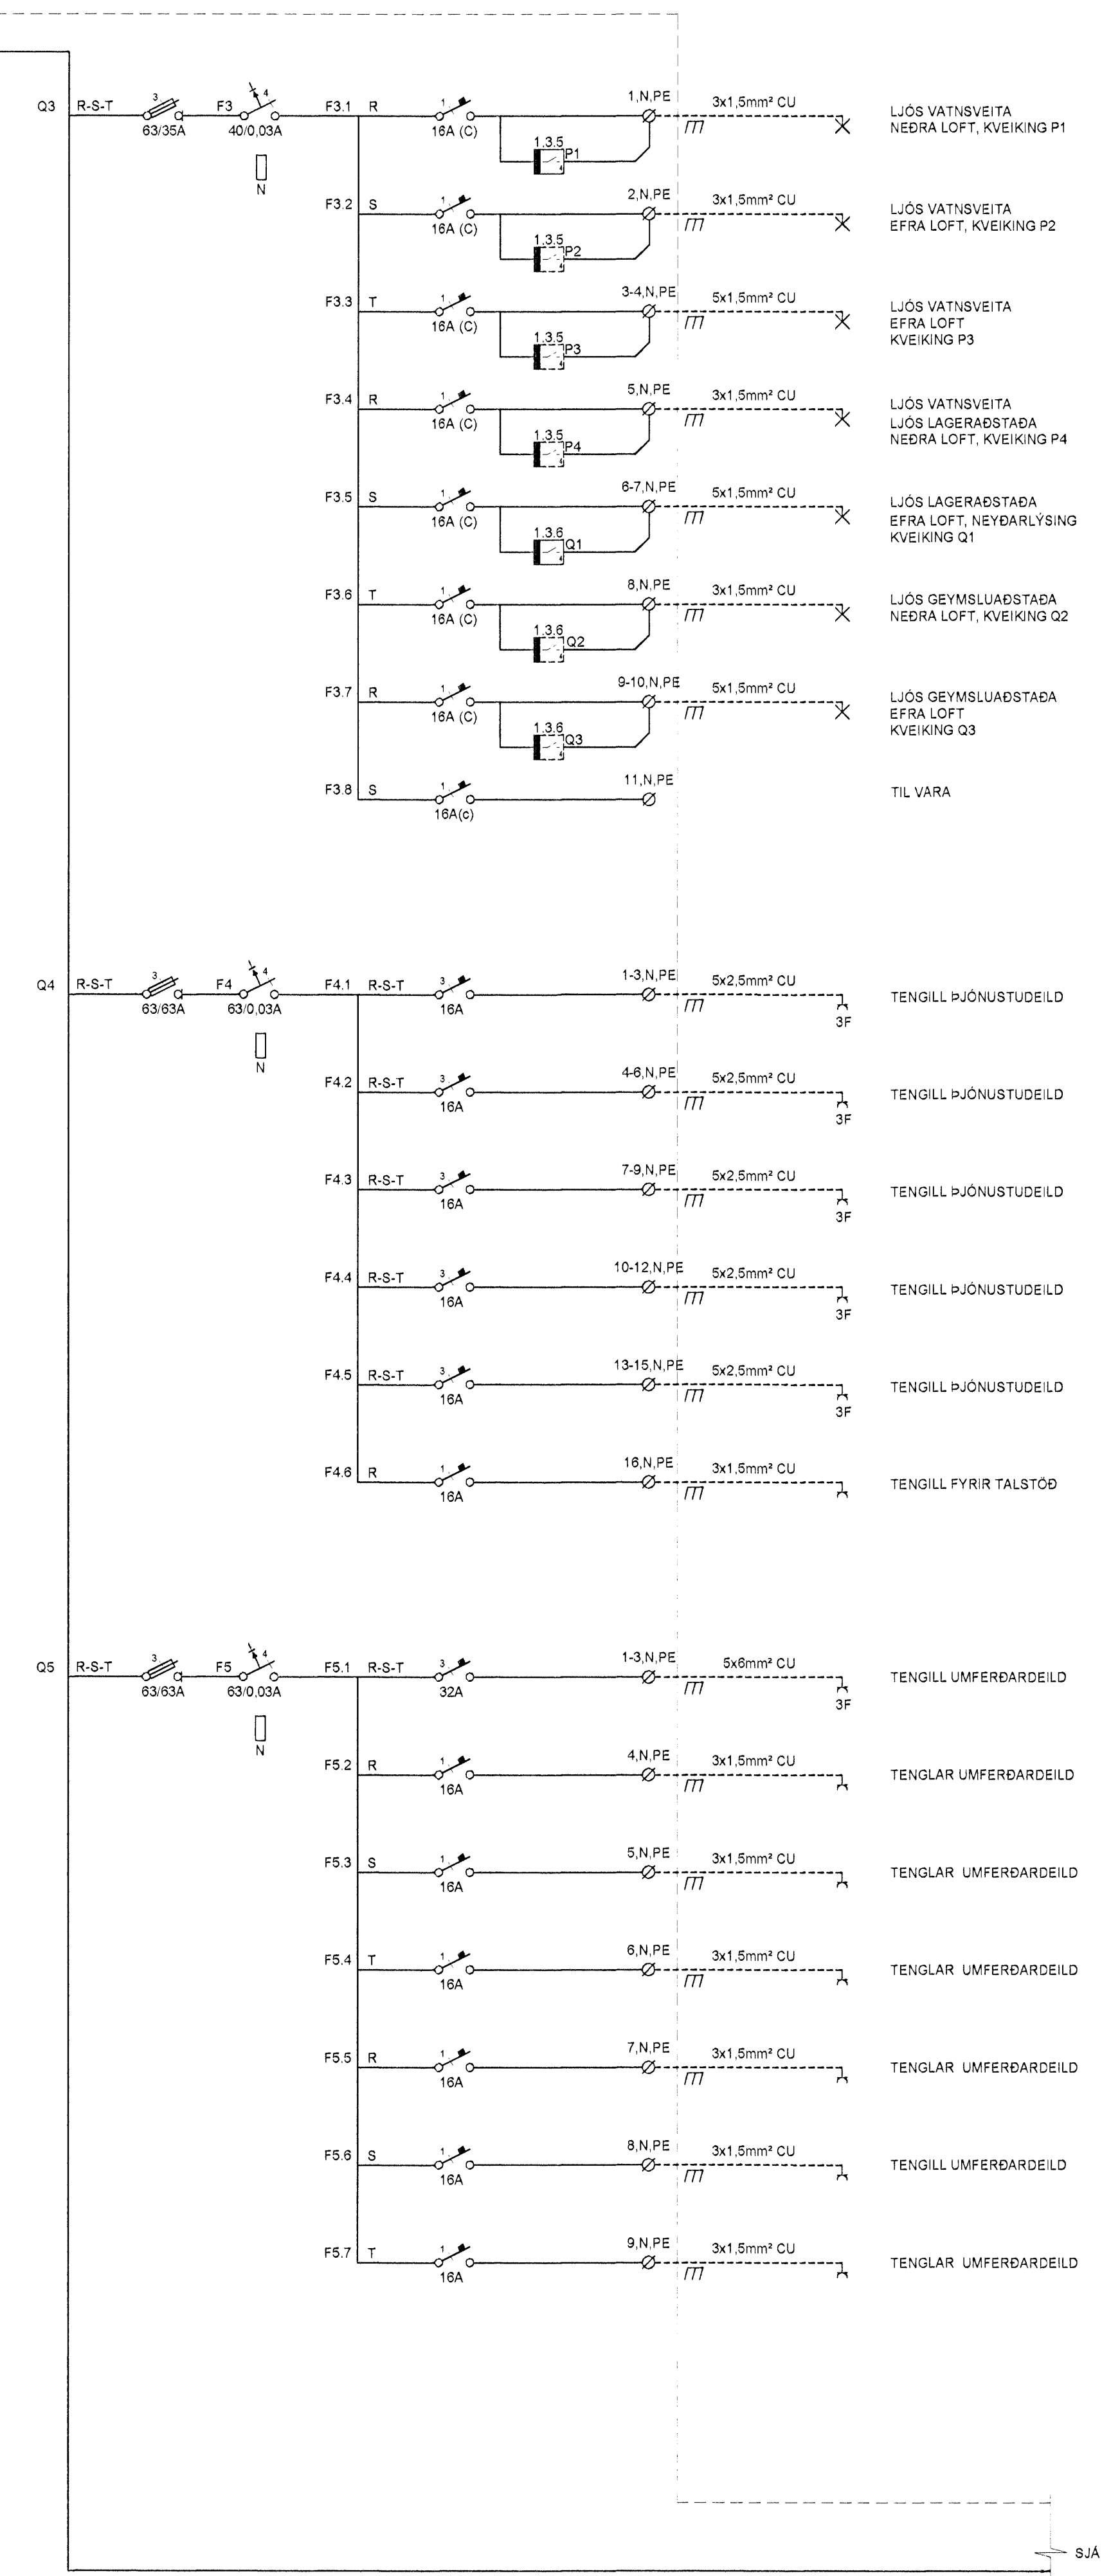 Q3 R-S-T 3 63/35A F3 4 40/0,03A N
F3.1 R 1 16A (C) 1,N,PE 3x1,5mm² CU LJÓS VATNSVEITA
NEÐRA LOFT, KVEIKING P1
1.3.5 P1
F3.2 S 1 16A (C) 2,N,PE 3x1,5mm² CU LJÓS VATNSVEITA
EFRA LOFT, KVEIKING P2
1.3.5 P2
F3.3 T 1 16A (C) 3-4,N,PE 5x1,5mm² CU LJÓS VATNSVEITA
EFRA LOFT
KVEIKING P3
1.3.5 P3
F3.4 R 1 16A (C) 5,N,PE 3x1,5mm² CU LJÓS VATNSVEITA
LJÓS LAGERAÐSTAÐA
NEÐRA LOFT, KVEIKING P4
1.3.5 P4
F3.5 S 1 16A (C) 6-7,N,PE 5x1,5mm² CU LJÓS LAGERAÐSTAÐA
EFRA LOFT, NEYÐARLÝSING
KVEIKING Q1
1.3.6 Q1
F3.6 T 1 16A (C) 8,N,PE 3x1,5mm² CU LJÓS GEYMSLUAÐSTAÐA
NEÐRA LOFT, KVEIKING Q2
1.3.6 Q2
F3.7 R 1 16A (C) 9-10,N,PE 5x1,5mm² CU LJÓS GEYMSLUAÐSTAÐA
EFRA LOFT
KVEIKING Q3
1.3.6 Q3
F3.8 S 1 16A(c) 11,N,PE TIL VARA
Q4 R-S-T 3 63/63A F4 4 63/0,03A N
F4.1 R-S-T 3 16A 1-3,N,PE 5x2,5mm² CU 3F TENGILL ÞJÓNUSTUDEILD
F4.2 R-S-T 3 16A 4-6,N,PE 5x2,5mm² CU 3F TENGILL ÞJÓNUSTUDEILD
F4.3 R-S-T 3 16A 7-9,N,PE 5x2,5mm² CU 3F TENGILL ÞJÓNUSTUDEILD
F4.4 R-S-T 3 16A 10-12,N,PE 5x2,5mm² CU 3F TENGILL ÞJÓNUSTUDEILD
F4.5 R-S-T 3 16A 13-15,N,PE 5x2,5mm² CU 3F TENGILL ÞJÓNUSTUDEILD
F4.6 R 1 16A 16,N,PE 3x1,5mm² CU TENGILL FYRIR TALSTÖÐ
Q5 R-S-T 3 63/63A F5 4 63/0,03A N
F5.1 R-S-T 3 32A 1-3,N,PE 5x6mm² CU 3F TENGILL UMFERÐARDEILD
F5.2 R 1 16A 4,N,PE 3x1,5mm² CU TENGLAR UMFERÐARDEILD
F5.3 S 1 16A 5,N,PE 3x1,5mm² CU TENGLAR UMFERÐARDEILD
F5.4 T 1 16A 6,N,PE 3x1,5mm² CU TENGLAR UMFERÐARDEILD
F5.5 R 1 16A 7,N,PE 3x1,5mm² CU TENGLAR UMFERÐARDEILD
F5.6 S 1 16A 8,N,PE 3x1,5mm² CU TENGILL UMFERÐARDEILD
F5.7 T 1 16A 9,N,PE 3x1,5mm² CU TENGLAR UMFERÐARDEILD
SJÁ